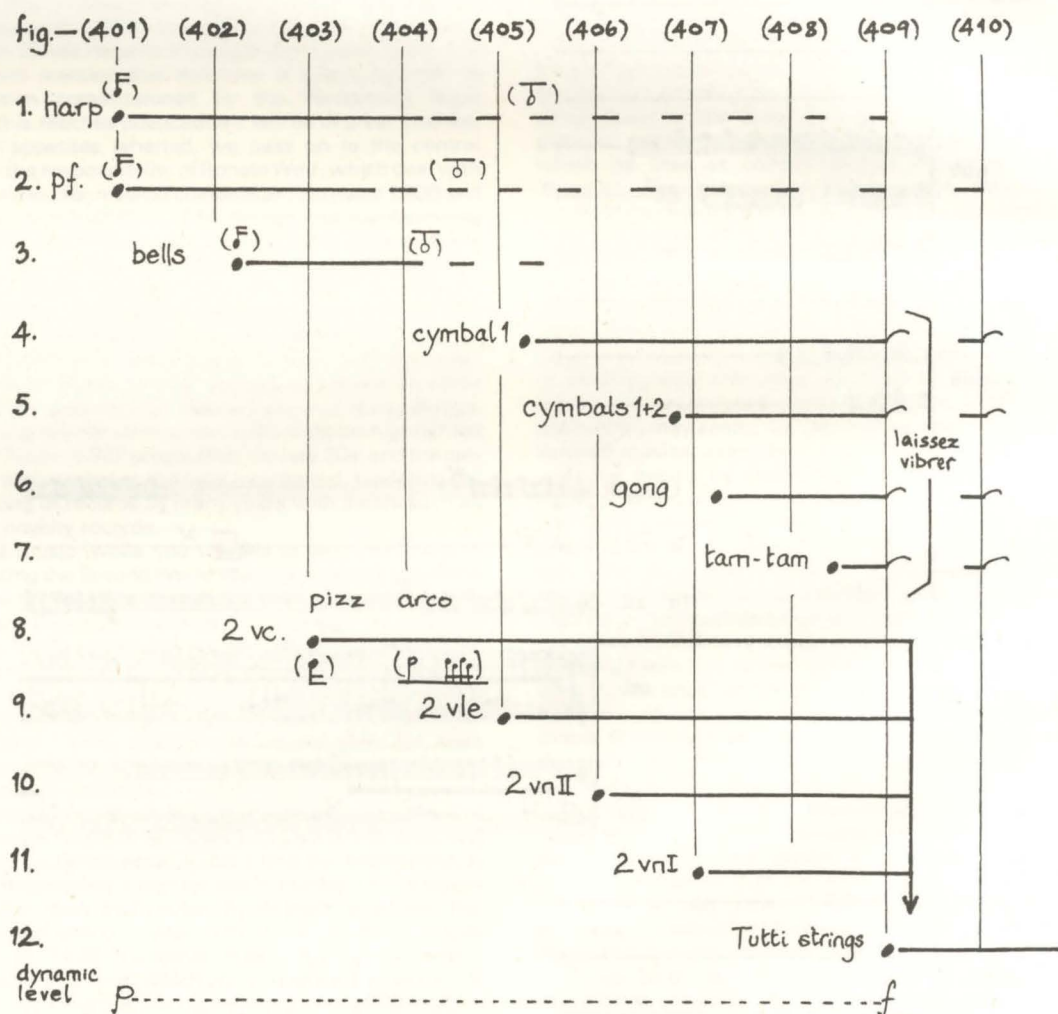 fig.—(401) (402) (403) (404) (405) (406) (407) (408) (409) (410)
1. harp
2. pf.
3. bells
4. cymbal 1
5. cymbals 1+2
laissez
vibrer
6. gong
7. tam-tam
pizz arco
8. 2 vc.
9. 2 vle
10. 2 vn II
11. 2 vn I
12. Tutti strings
dynamic
level p f